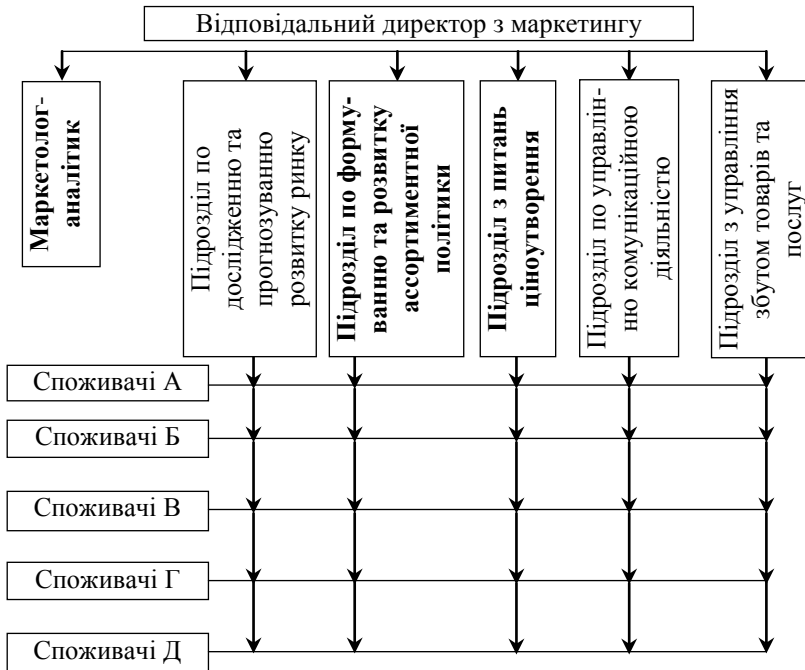 Відповідальний директор з маркетингу
Маркетолог-
аналітик
Підрозділ по
дослідженню та
прогнозуванню
розвитку ринку
Підрозділ по форму-
ванню та розвитку
ассортиментної
політики
Підрозділ з питань
ціноутворення
Підрозділ по управлін-
ню комунікаційною
діяльністю
Підрозділ з управління
збутом товарів та
послуг
Споживачі А
Споживачі Б
Споживачі В
Споживачі Г
Споживачі Д